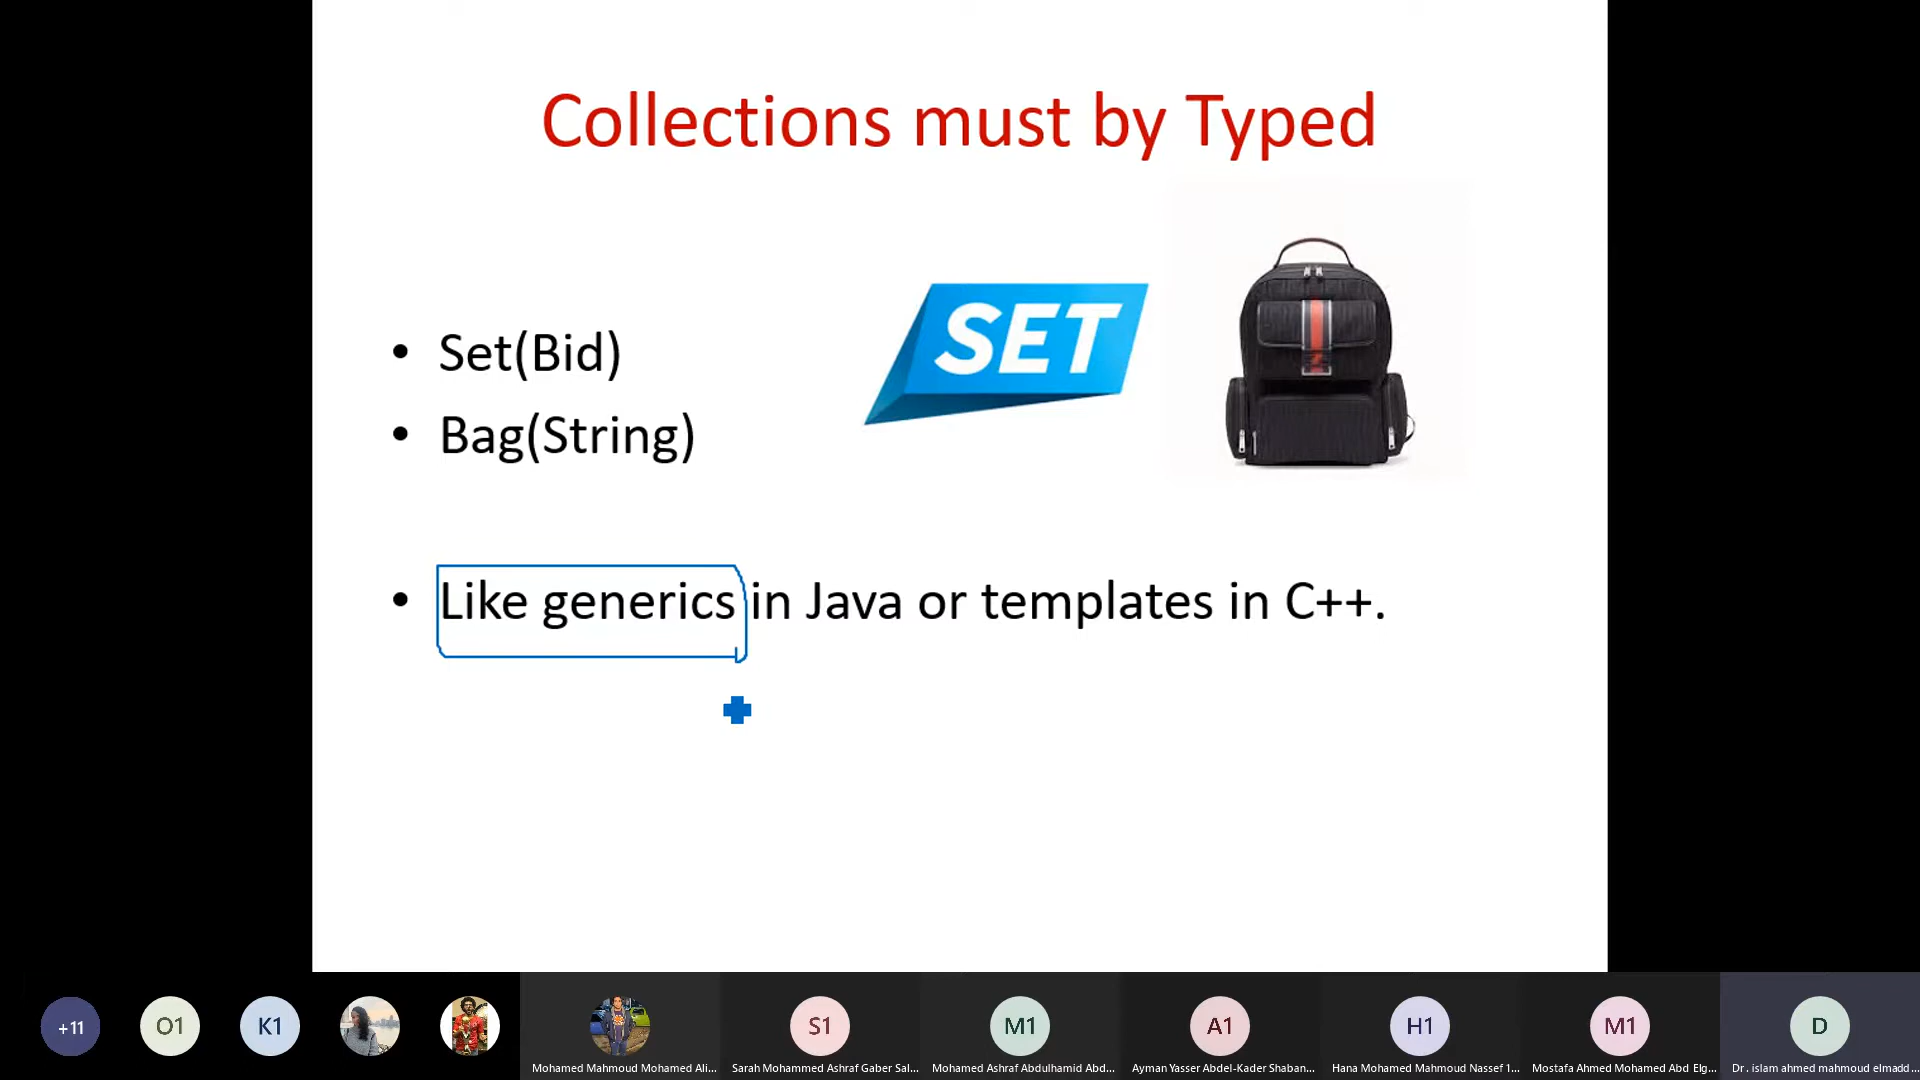 Collections must by Typed
SET
• Set(Bid)
• Bag(String)
• Like generics in Java or templates in C++.
+11
O1
K1
S1
M1
A1
H1
M1
D
Mohamed Mahmoud Mohamed Ali...
Sarah Mohammed Ashraf Gaber Sal...
Mohamed Ashraf Abdulhamid Abd...
Ayman Yasser Abdel-Kader Shaban...
Hana Mohamed Mahmoud Nassef 1...
Mostafa Ahmed Mohamed Abd Elg...
Dr. islam ahmed mahmoud elmadd...